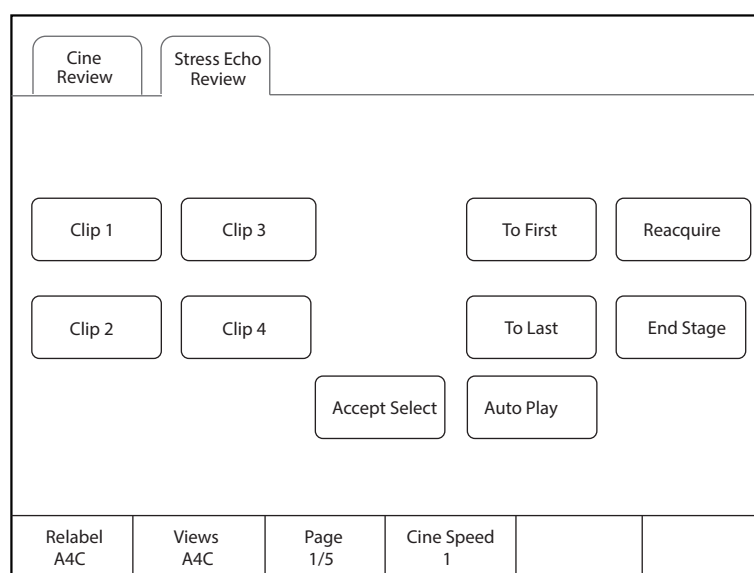 Cine
Review
Stress Echo
Review
Clip 1
Clip 3
To First
Reacquire
Clip 2
Clip 4
To Last
End Stage
Accept Select
Auto Play
Relabel
A4C
Views
A4C
Page
1/5
Cine Speed
1